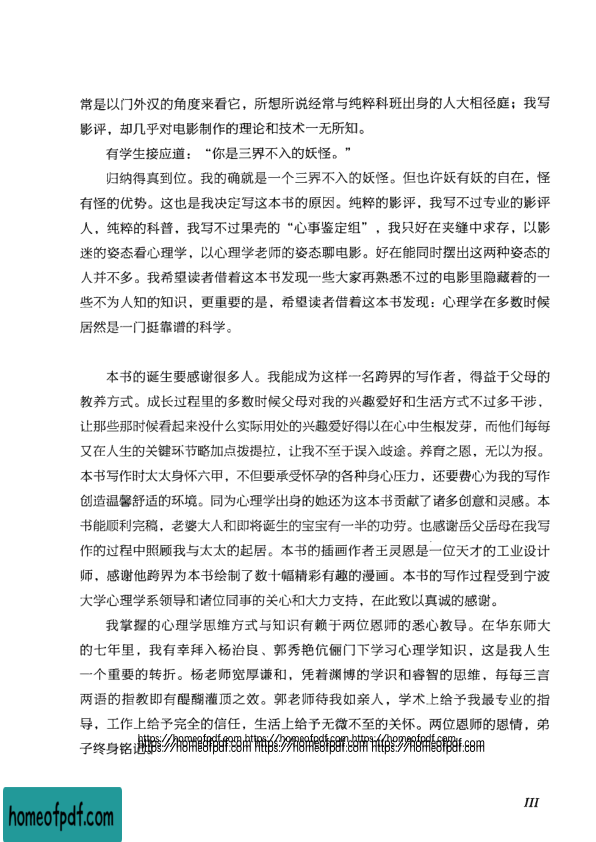 常是以门外汉的角度来看它，所想所说经常与纯粹科班出身的人大相径庭；我写
影评，却几乎对电影制作的理论和技术一无所知。
有学生接应道：“你是三界不入的妖怪。”
归纳得真到位。我的确就是一个三界不入的妖怪。但也许妖有妖的自在，怪
有怪的优势。这也是我决定写这本书的原因。纯粹的影评，我写不过专业的影评
人，纯粹的科普，我写不过果壳的“心事鉴定组”，我只好在夹缝中求存，以影
迷的姿态看心理学，以心理学老师的姿态聊电影。好在能同时摆出这两种姿态的
人并不多。我希望读者借着这本书发现一些大家再熟悉不过的电影里隐藏着的一
些不为人知的知识，更重要的是，希望读者借着这本书发现：心理学在多数时候
居然是一门挺靠谱的科学。
本书的诞生要感谢很多人。我能成为这样一名跨界的写作者，得益于父母的
教养方式。成长过程里的多数时候父母对我的兴趣爱好和生活方式不过多干涉，
让那些那时候看起来没什么实际用处的兴趣爱好得以在心中生根发芽，而他们每每
又在人生的关键环节略加点拨提拉，让我不至于误入歧途。养育之恩，无以为报。
本书写作时太太身怀六甲，不但要承受怀孕的各种身心压力，还要费心为我的写作
创造温馨舒适的环境。同为心理学出身的她还为这本书贡献了诸多创意和灵感。本
书能顺利完稿，老婆大人和即将诞生的宝宝有一半的功劳。也感谢岳父岳母在我写
作的过程中照顾我与太太的起居。本书的插画作者王灵恩是一位天才的工业设计
师，感谢他跨界为本书绘制了数十幅精彩有趣的漫画。本书的写作过程受到宁波
大学心理学系领导和诸位同事的关心和大力支持，在此致以真诚的感谢。
我掌握的心理学思维方式与知识有赖于两位恩师的悉心教导。在华东师大
的七年里，我有幸拜入杨治良、郭秀艳伉俪门下学习心理学知识，这是我人生
一个重要的转折。杨老师宽厚谦和，凭着渊博的学识和睿智的思维，每每三言
两语的指教即有醍醐灌顶之效。郭老师待我如亲人，学术上给予我最专业的指
导，工作上给予完全的信任，生活上给予无微不至的关怀。两位恩师的恩情，弟
子终身铭记。
https://homeofpdf.com https://homeofpdf.com https://homeofpdf.com
https://homeofpdf.com https://homeofpdf.com https://homeofpdf.com
III
homeofpdf.com